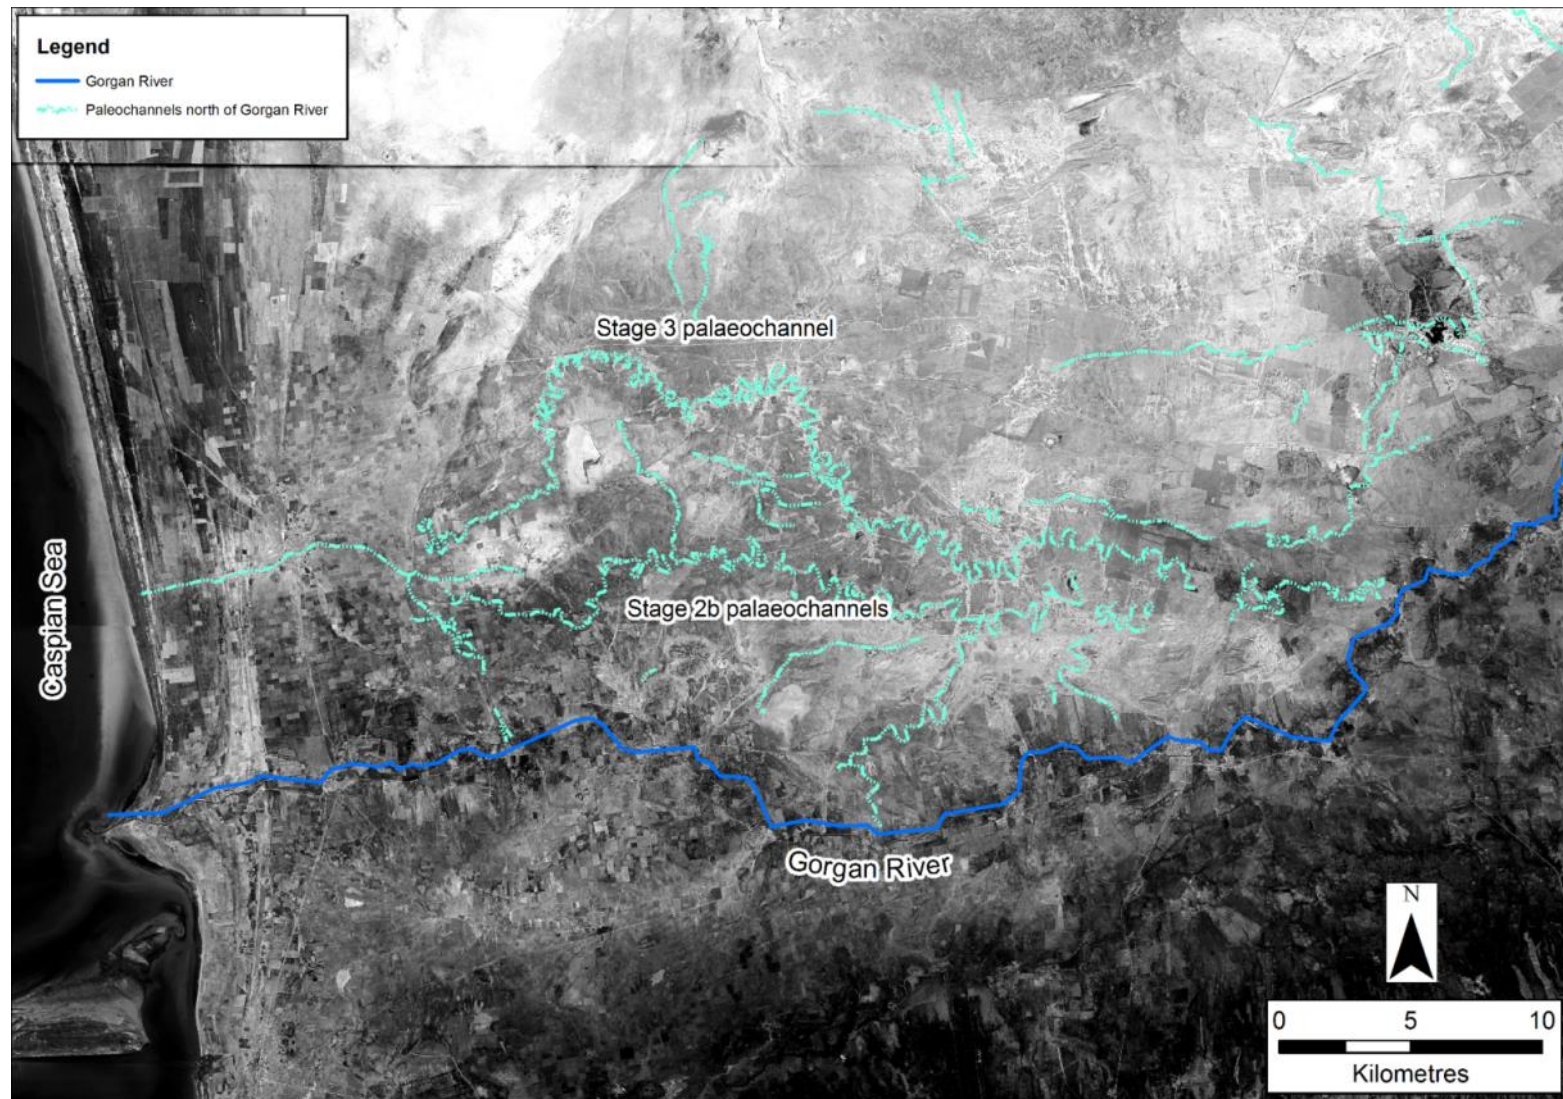 Legend
Gorgan River
Paleochannels north of Gorgan River
Stage 3 palaeochannel
Stage 2b palaeochannels
Caspian Sea
Gorgan River
N
0 5 10
Kilometres